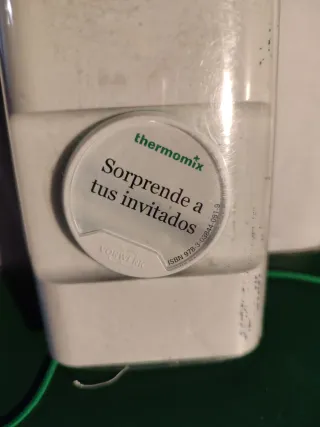 thermomix
Sorprende a
tus invitados